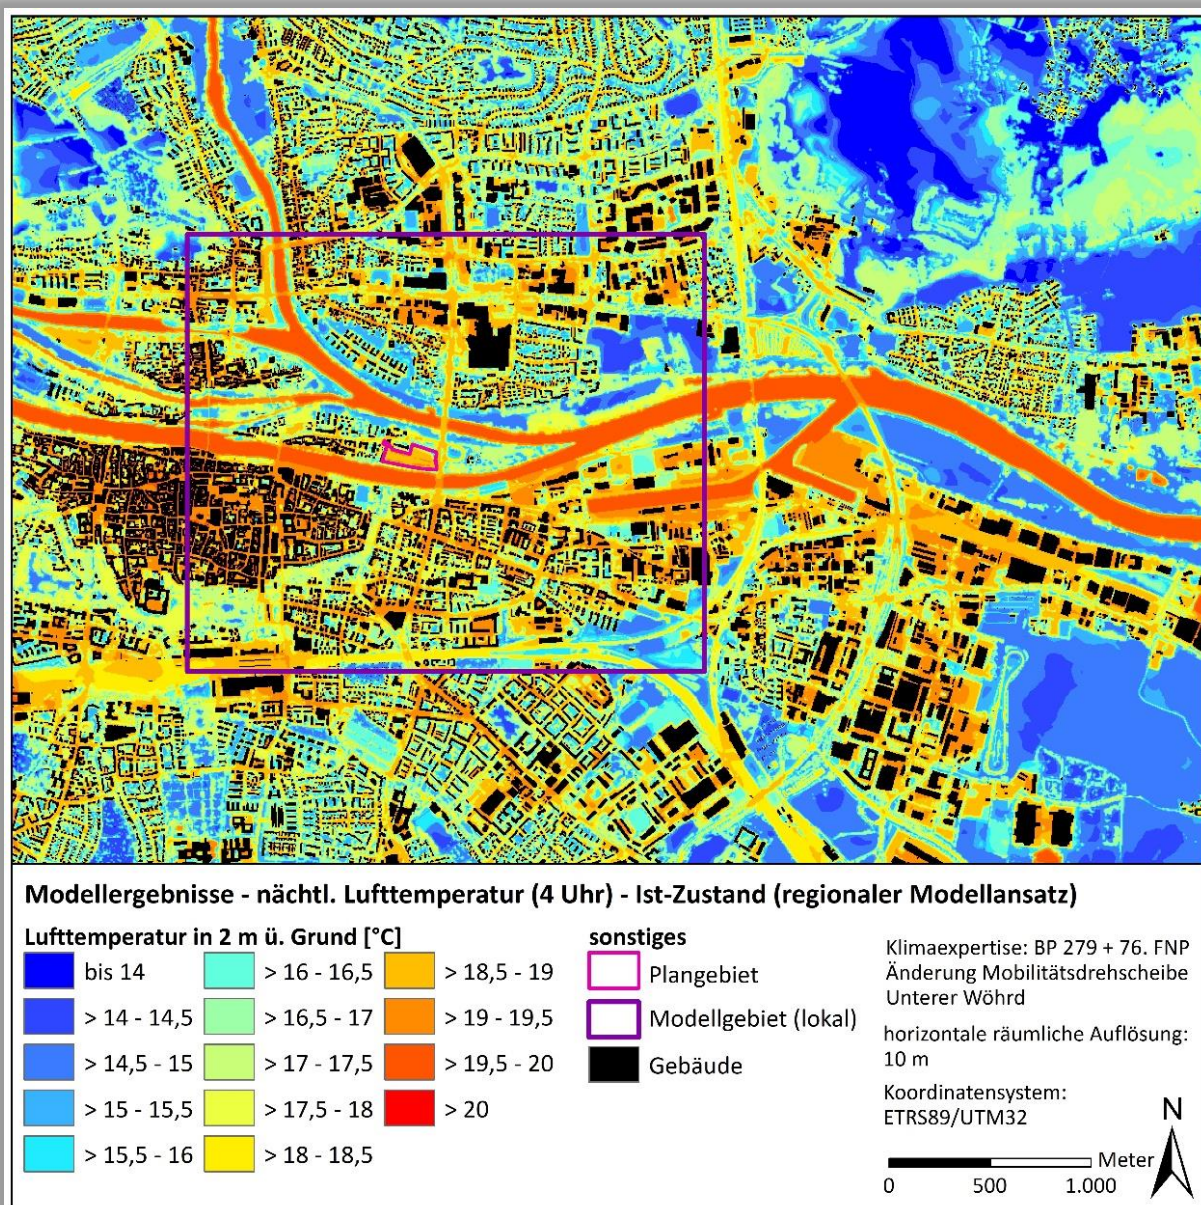 Modellergebnisse - nächtl. Lufttemperatur (4 Uhr) - Ist-Zustand (regionaler Modellansatz)
Lufttemperatur in 2 m ü. Grund [°C]
bis 14
> 14 - 14,5
> 14,5 - 15
> 15 - 15,5
> 15,5 - 16
> 16 - 16,5
> 16,5 - 17
> 17 - 17,5
> 17,5 - 18
> 18 - 18,5
> 18,5 - 19
> 19 - 19,5
> 19,5 - 20
> 20
sonstiges
Plangebiet
Modellgebiet (lokal)
Gebäude
Klimaexpertise: BP 279 + 76. FNP
Änderung Mobilitätsdrehscheibe
Unterer Wöhrd
horizontale räumliche Auflösung:
10 m
Koordinatensystem:
ETRS89/UTM32
N
Meter
0 500 1.000